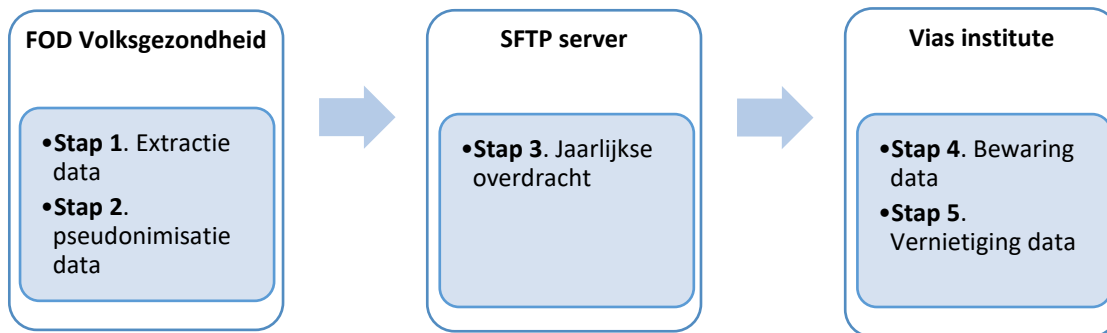 FOD Volksgezondheid
•Stap 1. Extractie
data
•Stap 2.
pseudonimisatie
data
SFTP server
•Stap 3. Jaarlijkse
overdracht
Vias institute
•Stap 4. Bewaring
data
•Stap 5.
Vernietiging data